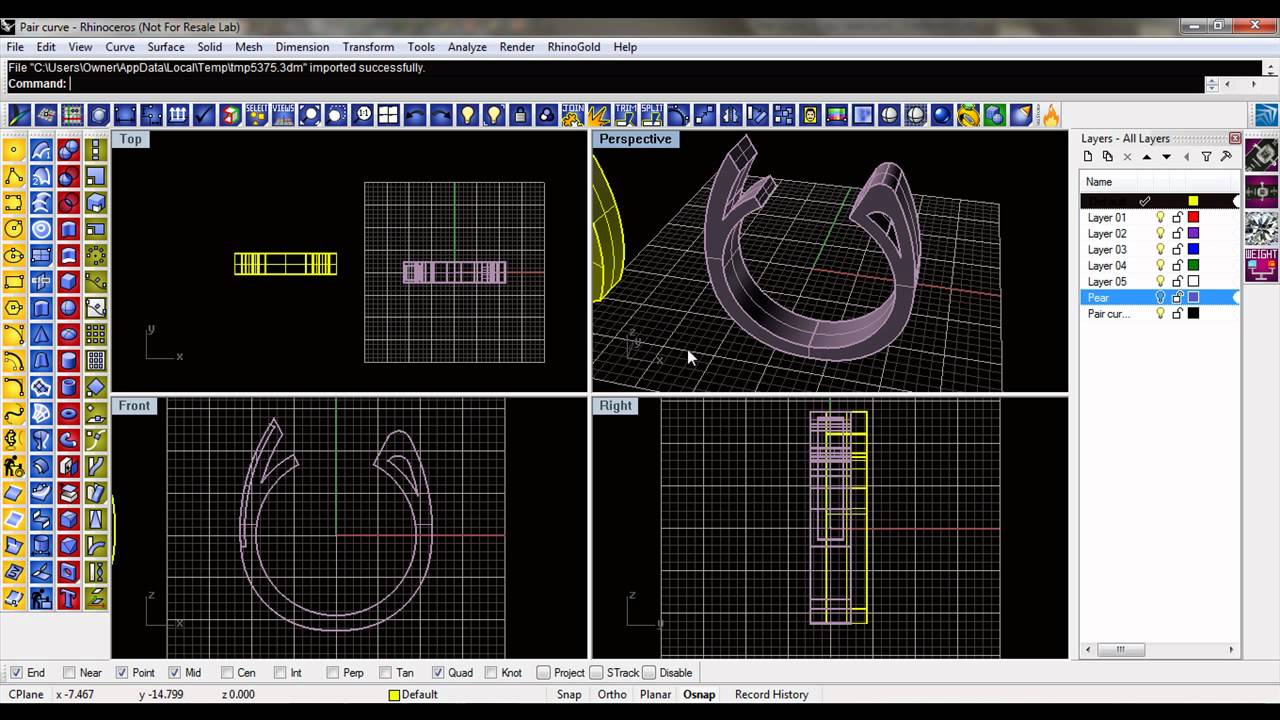 Pair curve - Rhinoceros (Not For Resale Lab)
File Edit View Curve Surface Solid Mesh Dimension Transform Tools Analyze Render RhinoGold Help
File "C:\Users\Owner\AppData\Local\Temp\tmp5375.3dm" imported successfully.
Command:
SELECT VIEWS 1:1 JOIN TRIM SPLIT
Top
Perspective
Layers - All Layers
Name
Default
Layer 01
Layer 02
Layer 03
Layer 04
Layer 05
Pear
Pair cur...
WEIGHT
y
x
z
y
x
Front
Right
z
x
z
y
End Near Point Mid Cen Int Perp Tan Quad Knot Project STrack Disable
CPlane x -7.467 y -14.799 z 0.000 Default Snap Ortho Planar Osnap Record History